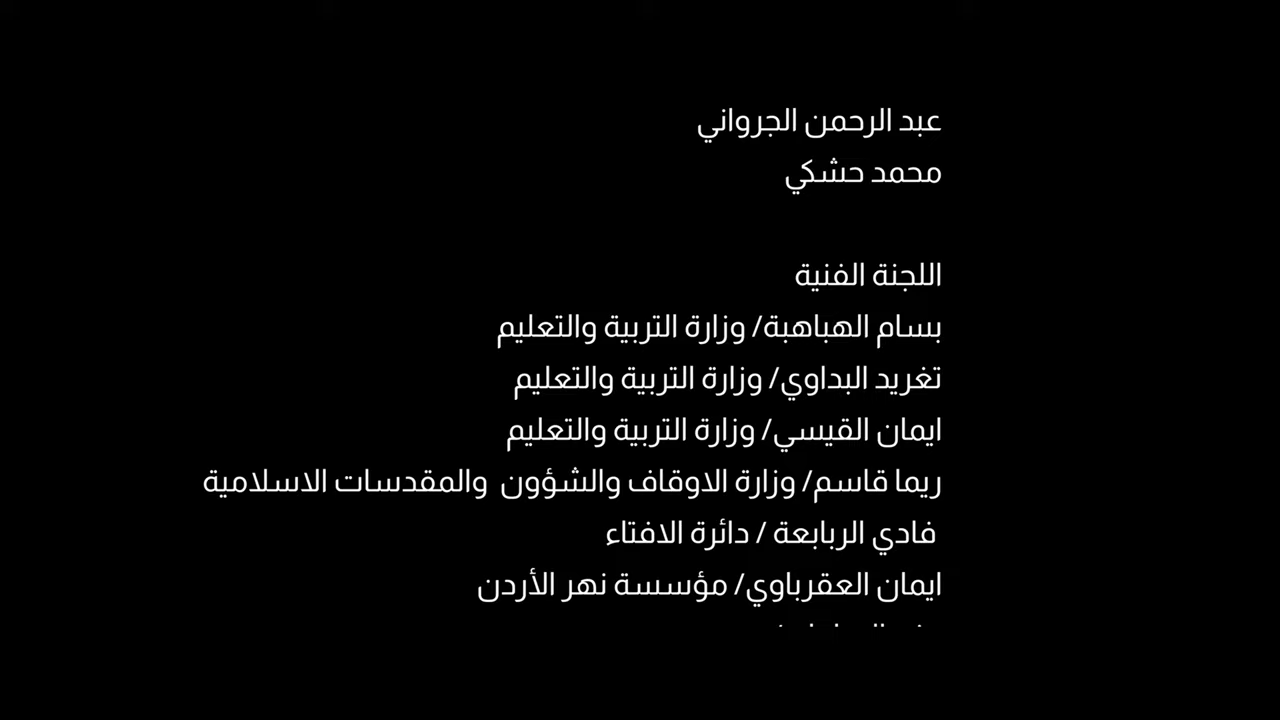 عبد الرحمن الجرواني
محمد حشكي
اللجنة الفنية
بسام الهباهبة/ وزارة التربية والتعليم
تغريد البداوي/ وزارة التربية والتعليم
ايمان القيسي/ وزارة التربية والتعليم
ريما قاسم/ وزارة الاوقاف والشؤون والمقدسات الاسلامية
فادي الربابعة / دائرة الافتاء
ايمان العقرباوي/ مؤسسة نهر الأردن